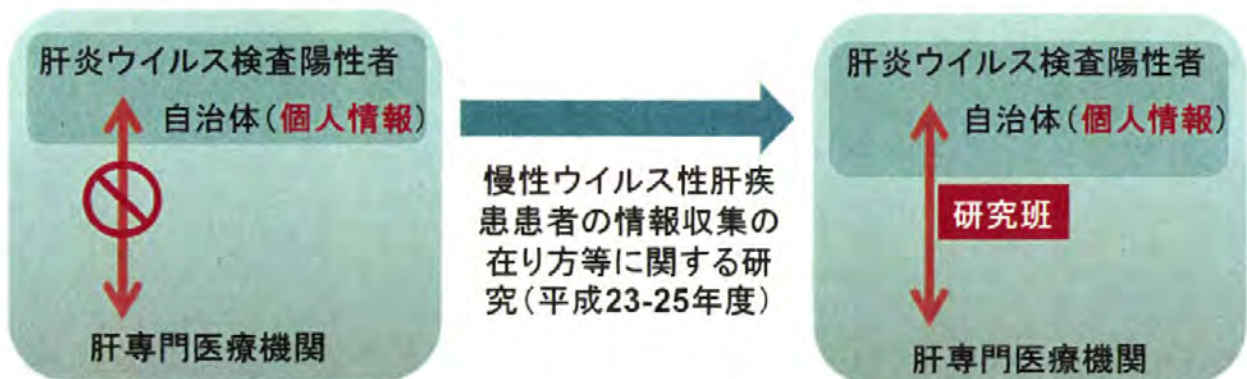 肝炎ウイルス検査陽性者
自治体(個人情報)
肝専門医療機関
慢性ウイルス性肝疾
患患者の情報収集の
在り方等に関する研
究(平成23-25年度)
肝炎ウイルス検査陽性者
自治体(個人情報)
研究班
肝専門医療機関